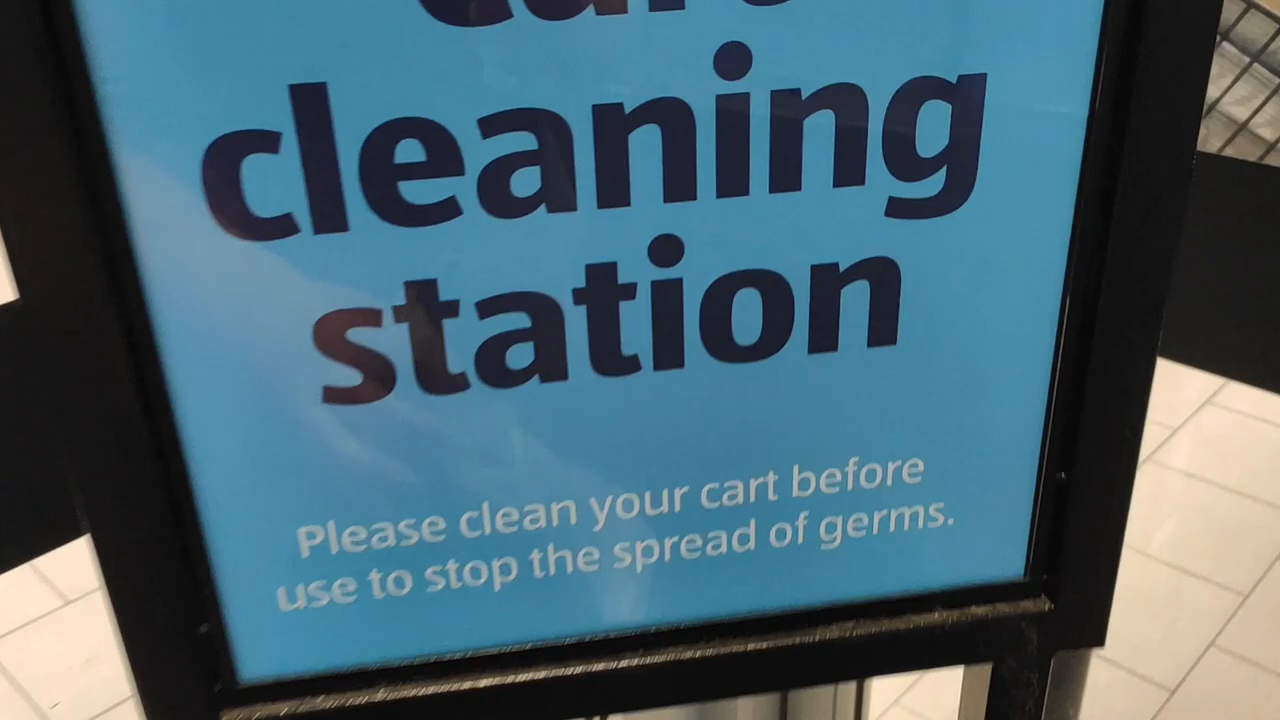 cleaning
station
Please clean your cart before
use to stop the spread of germs.